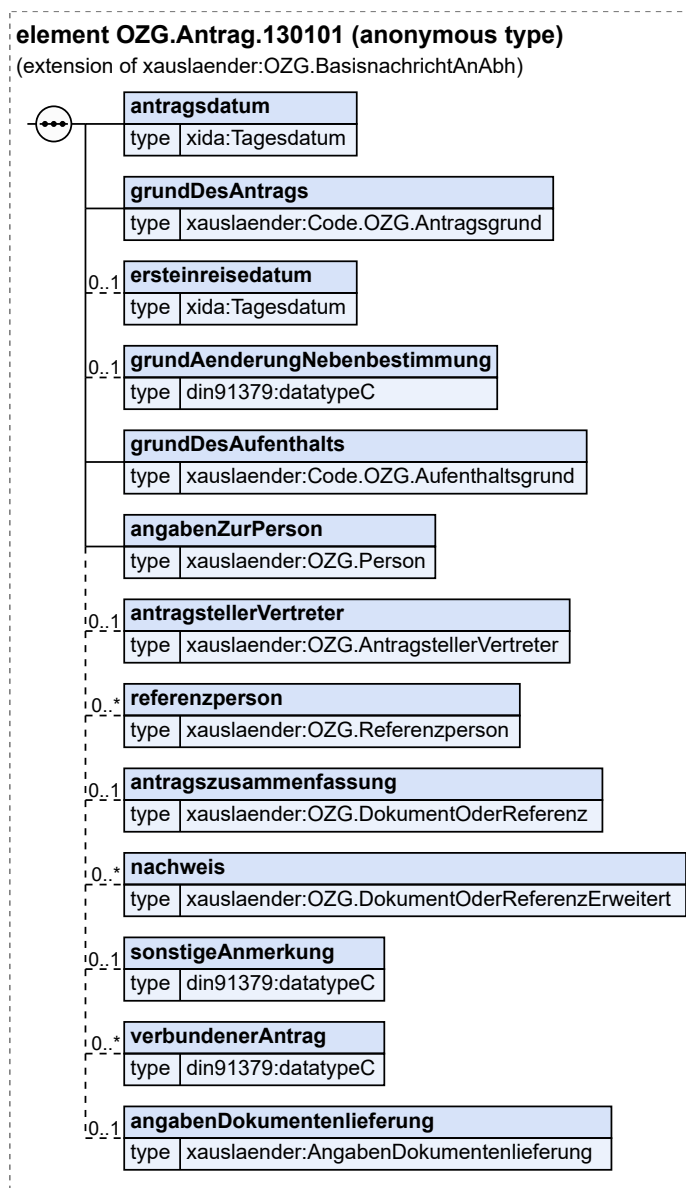 element OZG.Antrag.130101 (anonymous type)
(extension of xauslaender:OZG.BasisnachrichtAnAbh)
antragsdatum
type xida:Tagesdatum
grundDesAntrags
type xauslaender:Code.OZG.Antragsgrund
0..1 ersteinreisedatum
type xida:Tagesdatum
0..1 grundAenderungNebenbestimmung
type din91379:datatypeC
grundDesAufenthalts
type xauslaender:Code.OZG.Aufenthaltsgrund
angabenZurPerson
type xauslaender:OZG.Person
0..1 antragstellerVertreter
type xauslaender:OZG.AntragstellerVertreter
0..* referenzperson
type xauslaender:OZG.Referenzperson
0..1 antragszusammenfassung
type xauslaender:OZG.DokumentOderReferenz
0..* nachweis
type xauslaender:OZG.DokumentOderReferenzErweitert
0..1 sonstigeAnmerkung
type din91379:datatypeC
0..* verbundenerAntrag
type din91379:datatypeC
0..1 angabenDokumentenlieferung
type xauslaender:AngabenDokumentenlieferung